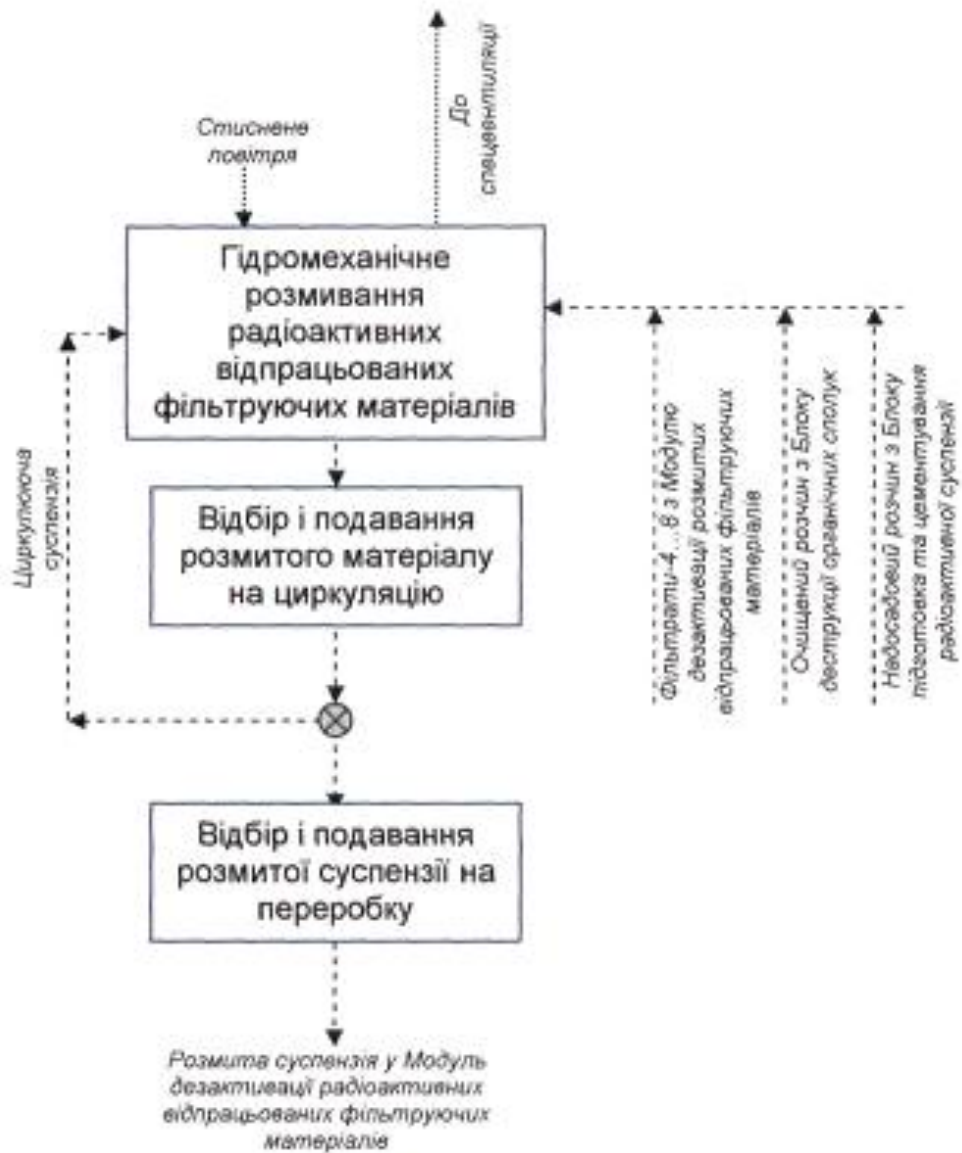 До
спецвентиляції
Стиснене
повітря
Гідромеханічне
розмивання
радіоактивних
відпрацьованих
фільтруючих матеріалів
Циркулююча
суспензія
Відбір і подавання
розмитого матеріалу
на циркуляцію
Фільтрати-4...8 з Модулю
дезактивації розмитих
відпрацьованих фільтруючих
матеріалів
Очищений розчин з Блоку
деструкції органічних сполук
Надосадовий розчин з Блоку
підготовка та цементування
радіоактивної суспензії
Відбір і подавання
розмитої суспензії на
переробку
Розмита суспензія у Модуль
дезактивації радіоактивних
відпрацьованих фільтруючих
матеріалів